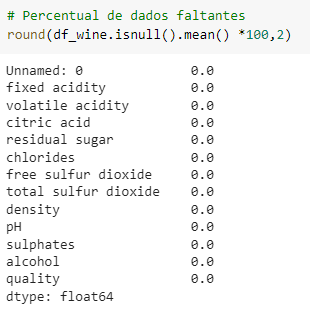 # Percentual de dados faltantes
round(df_wine.isnull().mean() *100,2)
Unnamed: 0 0.0
fixed acidity 0.0
volatile acidity 0.0
citric acid 0.0
residual sugar 0.0
chlorides 0.0
free sulfur dioxide 0.0
total sulfur dioxide 0.0
density 0.0
pH 0.0
sulphates 0.0
alcohol 0.0
quality 0.0
dtype: float64